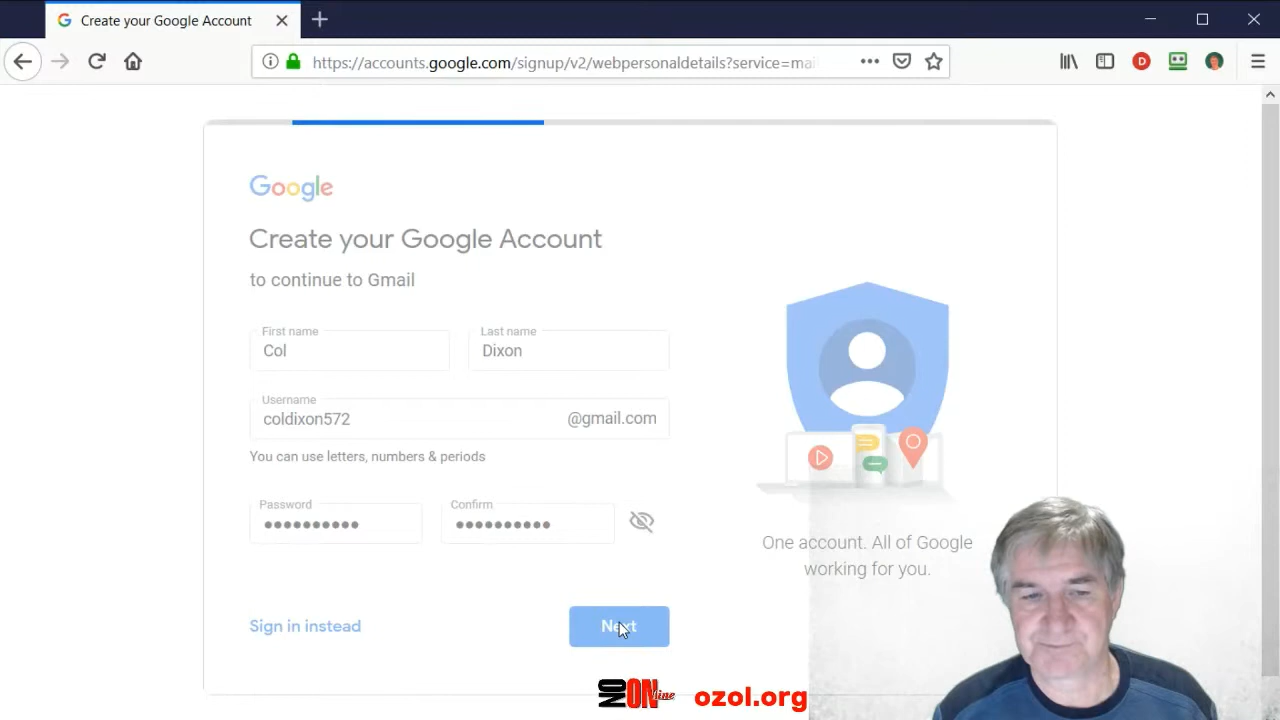 Create your Google Account
https://accounts.google.com/signup/v2/webpersonaldetails?service=mai
Google
Create your Google Account
to continue to Gmail
First name
Last name
Col
Dixon
Username
coldixon572
@gmail.com
You can use letters, numbers & periods
Password
Confirm
One account. All of Google
working for you.
Sign in instead
Next
ozol.org